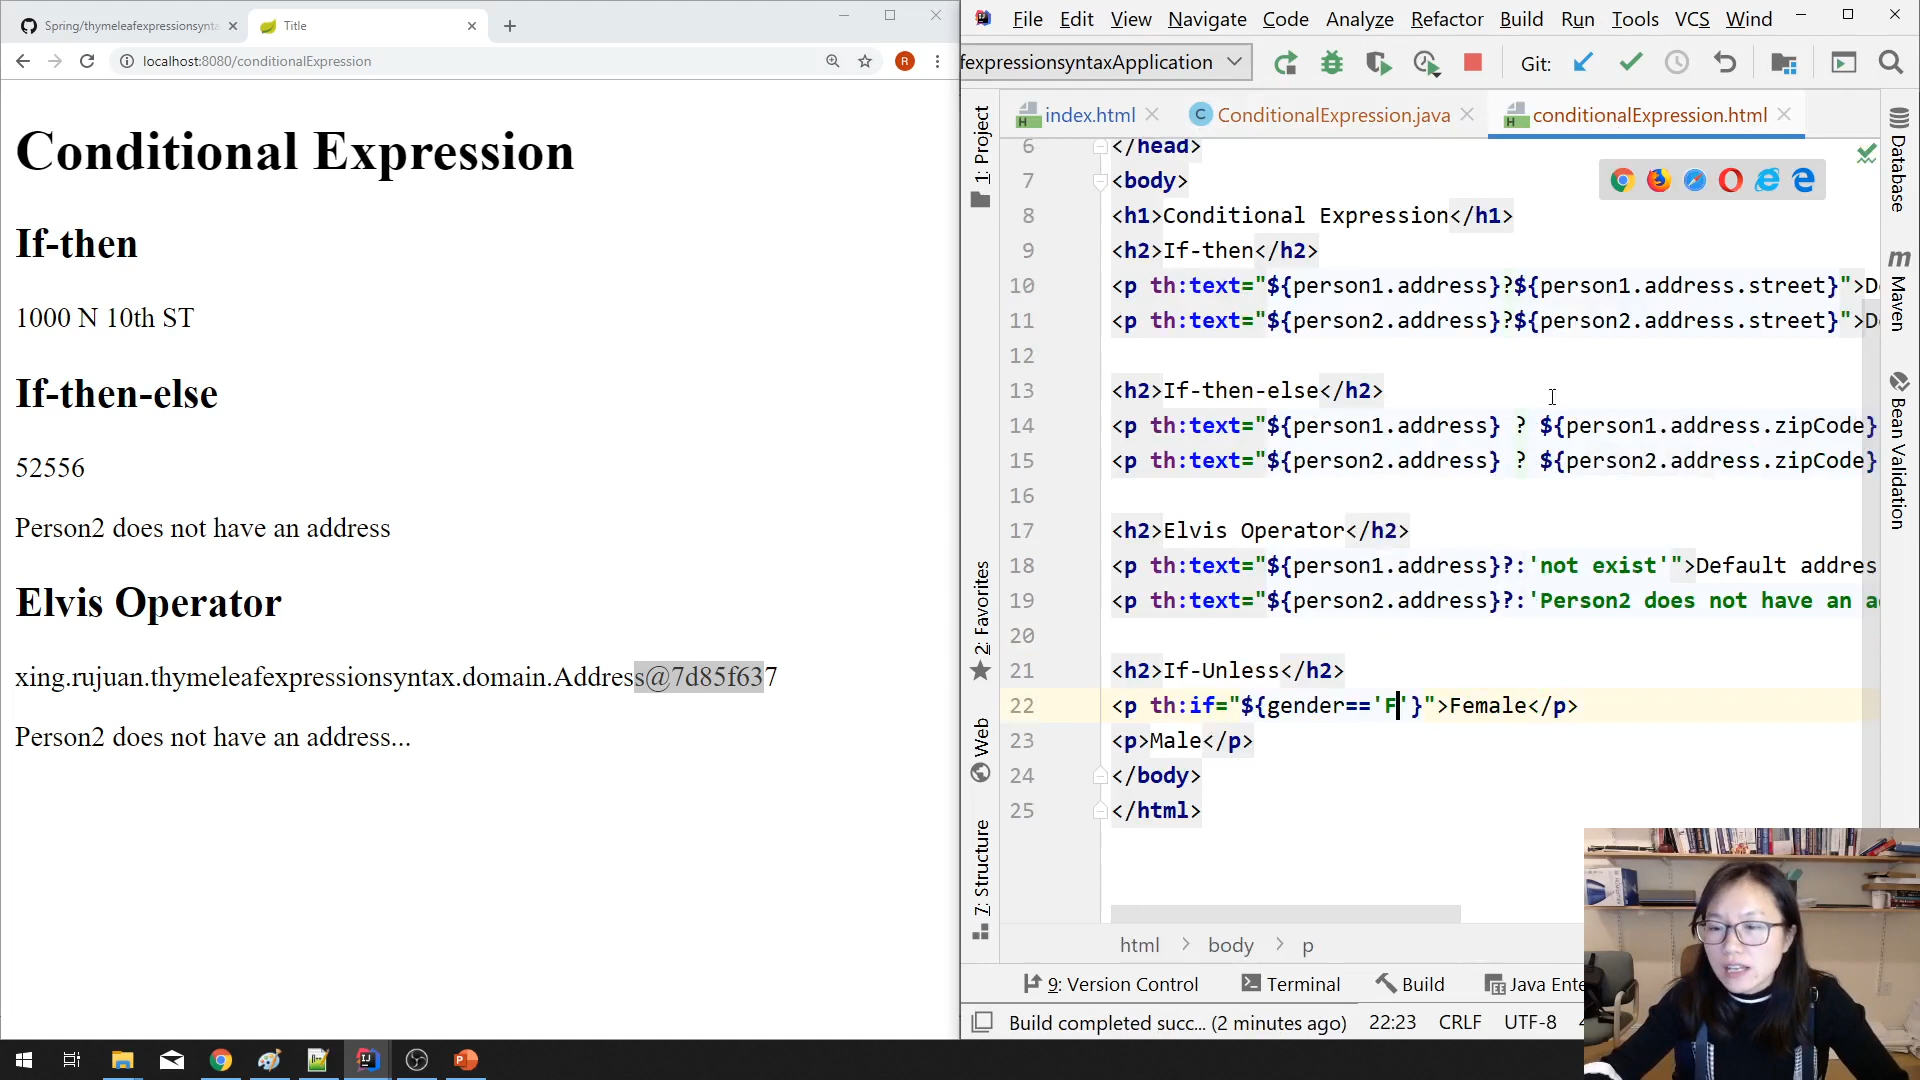 Spring/thymeleafexpressionsynta
Title
localhost:8080/conditionalExpression
R
Conditional Expression
If-then
1000 N 10th ST
If-then-else
52556
Person2 does not have an address
Elvis Operator
xing.rujuan.thymeleafexpressionsyntax.domain.Address@7d85f637
Person2 does not have an address...
File Edit View Navigate Code Analyze Refactor Build Run Tools VCS Wind
fexpressionsyntaxApplication
Git:
index.html
C ConditionalExpression.java
conditionalExpression.html
1: Project
2: Favorites
Web
7: Structure
Database
Maven
Bean Validation
6 </head>
7 <body>
8 <h1>Conditional Expression</h1>
9 <h2>If-then</h2>
10 <p th:text="${person1.address}?${person1.address.street}">D
11 <p th:text="${person2.address}?${person2.address.street}">D
12
13 <h2>If-then-else</h2>
14 <p th:text="${person1.address} ? ${person1.address.zipCode}
15 <p th:text="${person2.address} ? ${person2.address.zipCode}
16
17 <h2>Elvis Operator</h2>
18 <p th:text="${person1.address}?:'not exist'">Default addres
19 <p th:text="${person2.address}?:'Person2 does not have an a
20
21 <h2>If-Unless</h2>
22 <p th:if="${gender=='F'}">Female</p>
23 <p>Male</p>
24 </body>
25 </html>
html > body > p
9: Version Control
Terminal
Build
Java Ente
Build completed succ... (2 minutes ago)
22:23 CRLF UTF-8 4